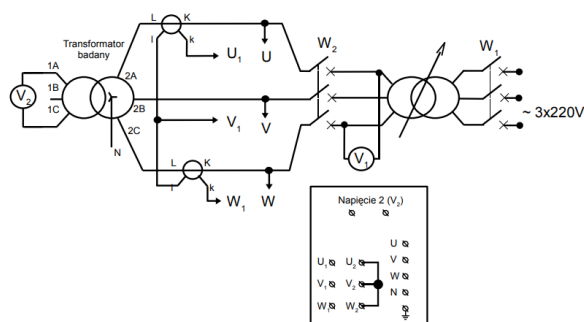 Transformator
badany
1A
1B
1C
V2
2A
2B
2C
N
L
K
l
k
U1
U
V1
V
L
K
l
k
W1
W
W2
V1
W1
~ 3x220V
Napięcie 2 (V2)
U
V
W
N
U1
U2
V1
V2
W1
W2